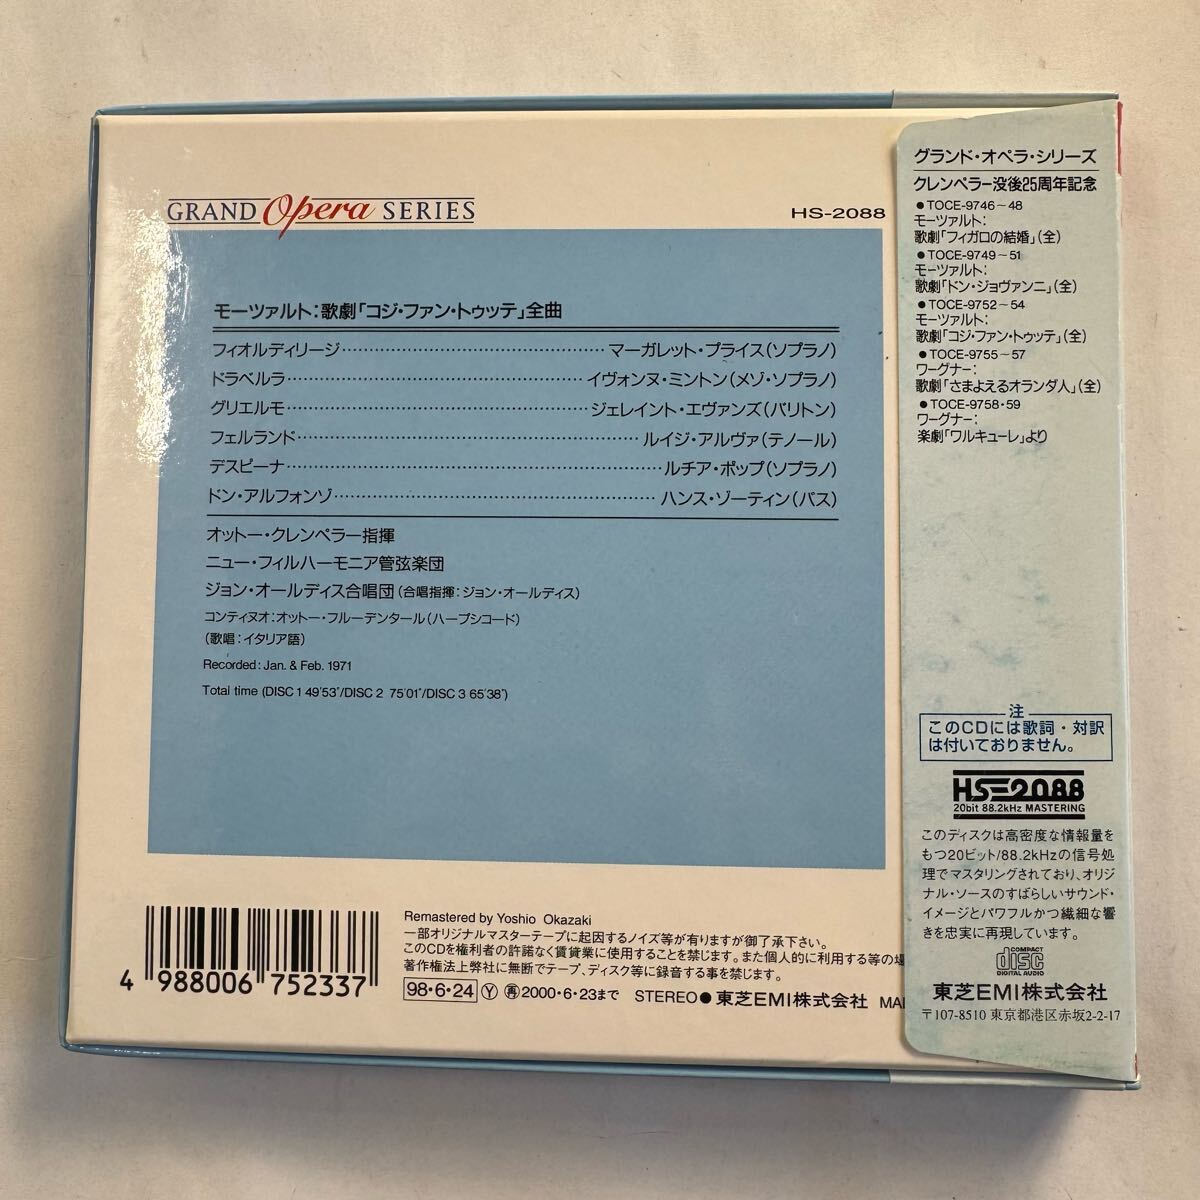 GRAND Opera SERIES
HS-2088
モーツァルト:歌劇「コジ・ファン・トゥッテ」全曲
フィオルディリージ……マーガレット・プライス(ソプラノ)
ドラベルラ……イヴォンヌ・ミントン(メゾ・ソプラノ)
グリエルモ……ジェレイント・エヴァンズ(バリトン)
フェルランド……ルイジ・アルヴァ(テノール)
デスピーナ……ルチア・ポップ(ソプラノ)
ドン・アルフォンゾ……ハンス・ゾーティン(バス)
オットー・クレンペラー指揮
ニュー・フィルハーモニア管弦楽団
ジョン・オールディス合唱団(合唱指揮:ジョン・オールディス)
コンティヌオ:オットー・フルーデンタール(ハープシコード)
(歌唱:イタリア語)
Recorded: Jan. & Feb. 1971
Total time (DISC 1 49'53"/DISC 2 75'01"/DISC 3 65'38")
4 988006 752337
Remastered by Yoshio Okazaki
一部オリジナルマスターテープに起因するノイズ等が有りますが御了承下さい。
このCDを権利者の許諾なく賃貸業に使用することを禁じます。また個人的に利用する等の場
著作権法上弊社に無断でテープ、ディスク等に録音する事を禁じます。
98・6・24 Ⓨ 再 2000・6・23まで STEREO●東芝EMI株式会社
グランド・オペラ・シリーズ
クレンペラー没後25周年記念
●TOCE-9746~48
モーツァルト:
歌劇「フィガロの結婚」(全)
●TOCE-9749~51
モーツァルト:
歌劇「ドン・ジョヴァンニ」(全)
●TOCE-9752~54
モーツァルト:
歌劇「コジ・ファン・トゥッテ」(全)
●TOCE-9755~57
ワーグナー:
歌劇「さまよえるオランダ人」(全)
●TOCE-9758・59
ワーグナー:
楽劇「ワルキューレ」より
注
このCDには歌詞・対訳
は付いておりません。
HS-2088
20bit 88.2kHz MASTERING
このディスクは高密度な情報量を
もつ20ビット/88.2kHzの信号処
理でマスタリングされており、オリジ
ナル・ソースのすばらしいサウンド・
イメージとパワフルかつ繊細な響
きを忠実に再現しています。
COMPACT
disc
DIGITAL AUDIO
東芝EMI株式会社
〒107-8510 東京都港区赤坂2-2-17